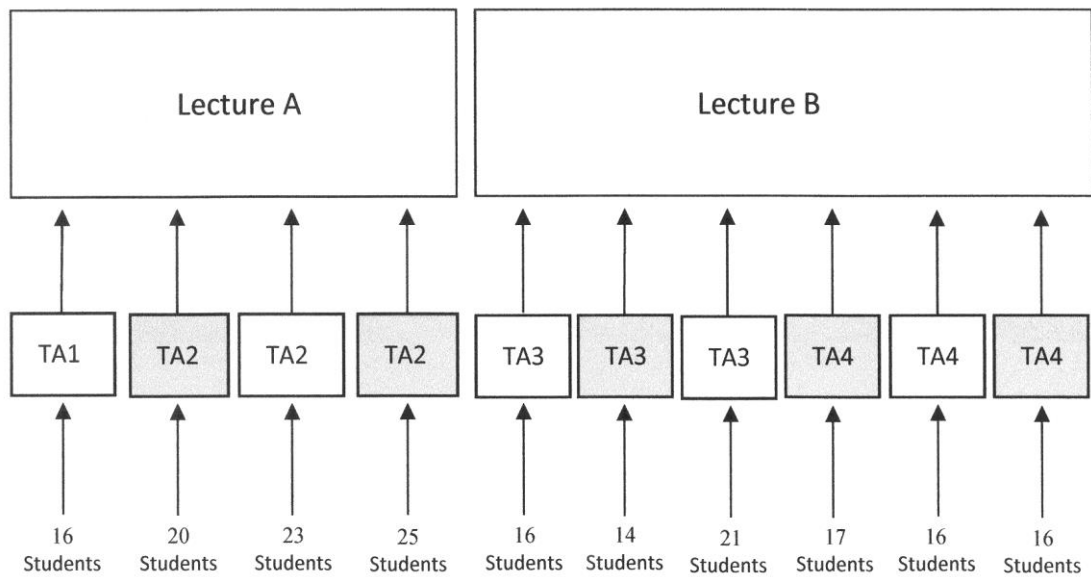 Lecture A
Lecture B
TA1
TA2
TA2
TA2
TA3
TA3
TA3
TA4
TA4
TA4
16
Students
20
Students
23
Students
25
Students
16
Students
14
Students
21
Students
17
Students
16
Students
16
Students